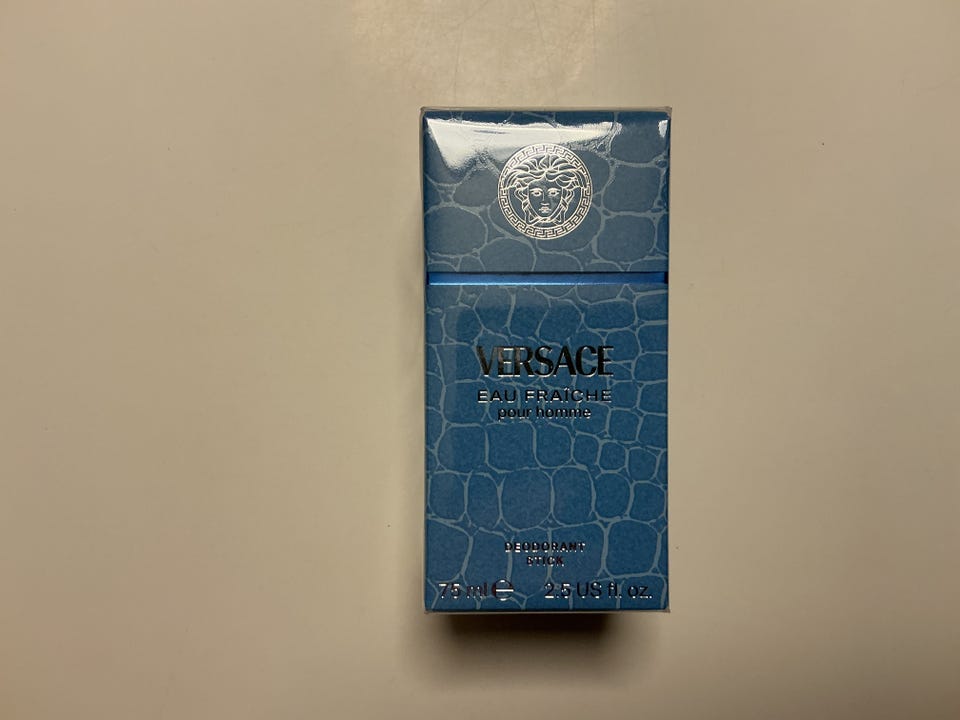 VERSACE
EAU FRAÎCHE
pour homme
DEODORANT
STICK
75 ml ℮ 2.5 US fl. oz.